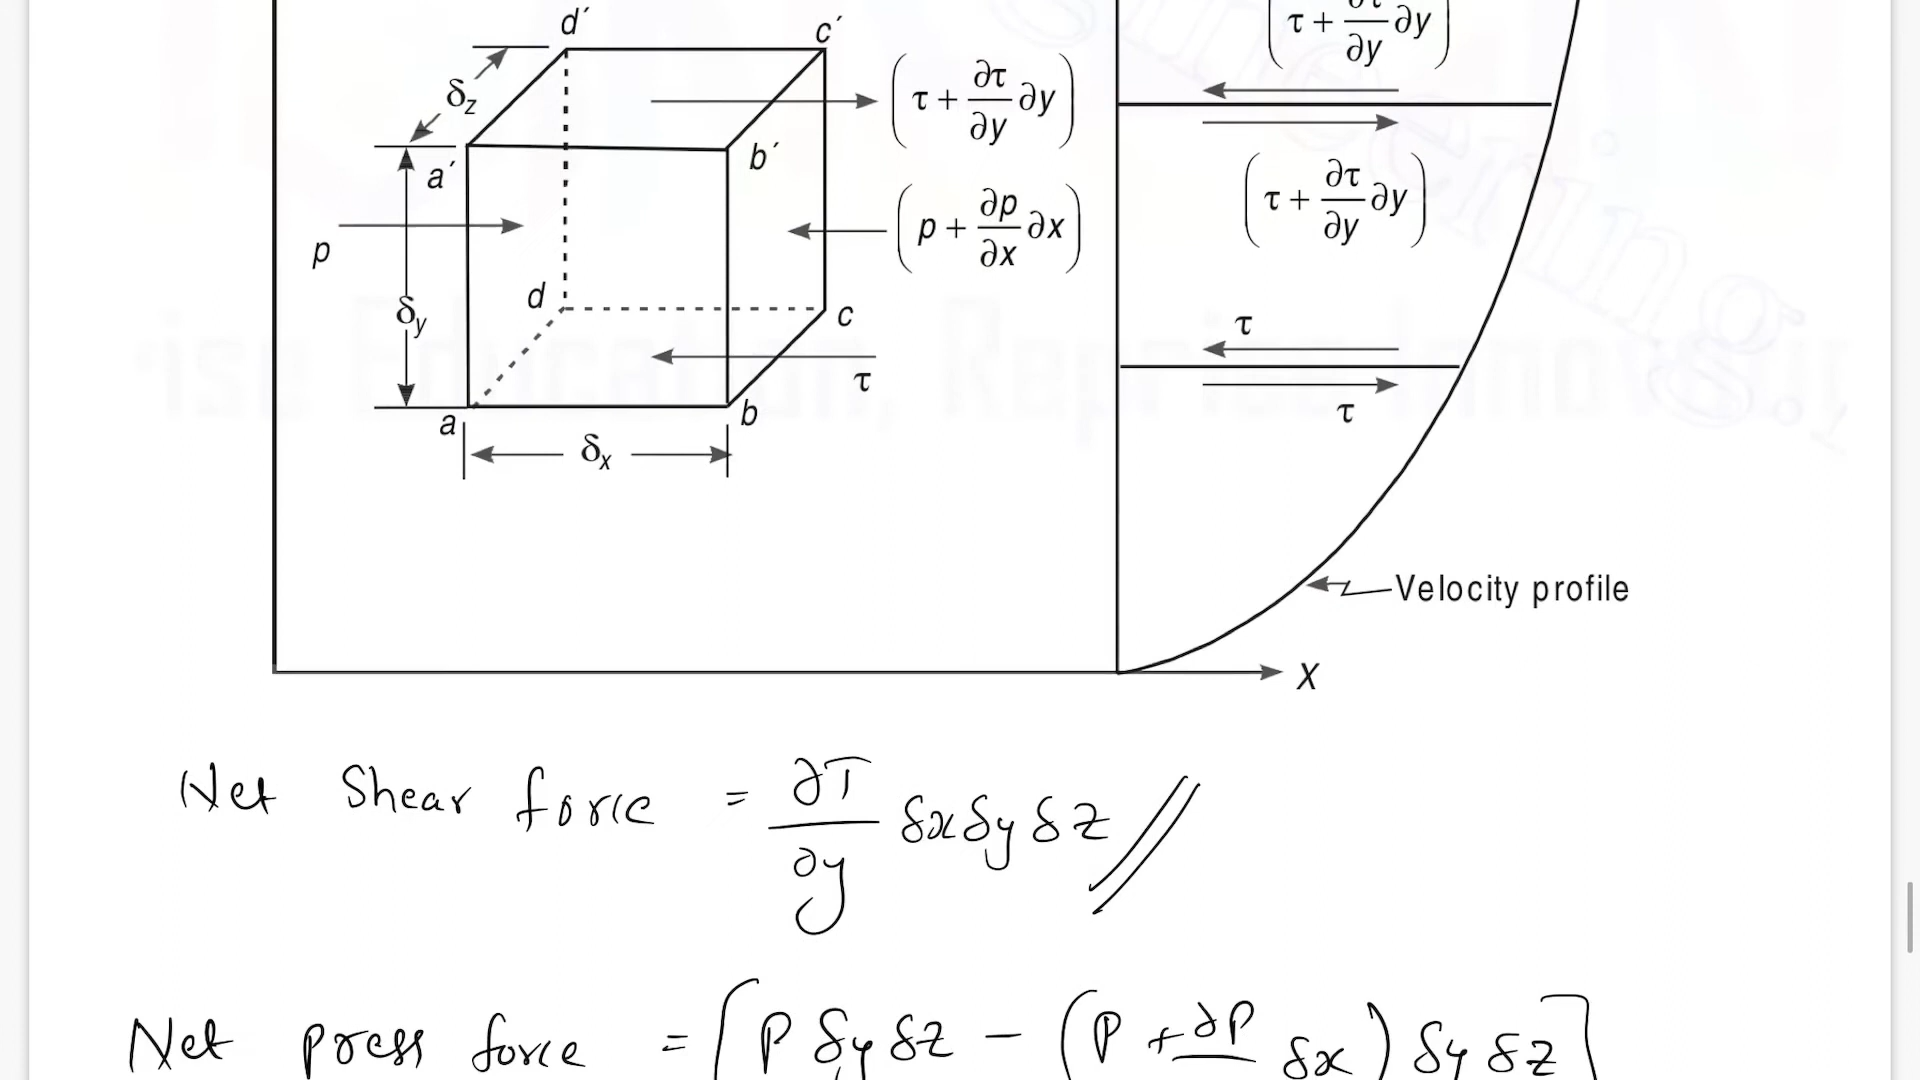 d´ c´
(τ + ∂τ/∂y ∂y)
δz
(τ + ∂τ/∂y ∂y)
a´ b´
(τ + ∂τ/∂y ∂y)
p
(p + ∂p/∂x ∂x)
d
δy
c
τ
τ
τ
a b
δx
Velocity profile
X
Net Shear force = ∂τ/∂y δx δy δz //
Net press force = [P δy δz − (P + ∂P δx) δy δz]